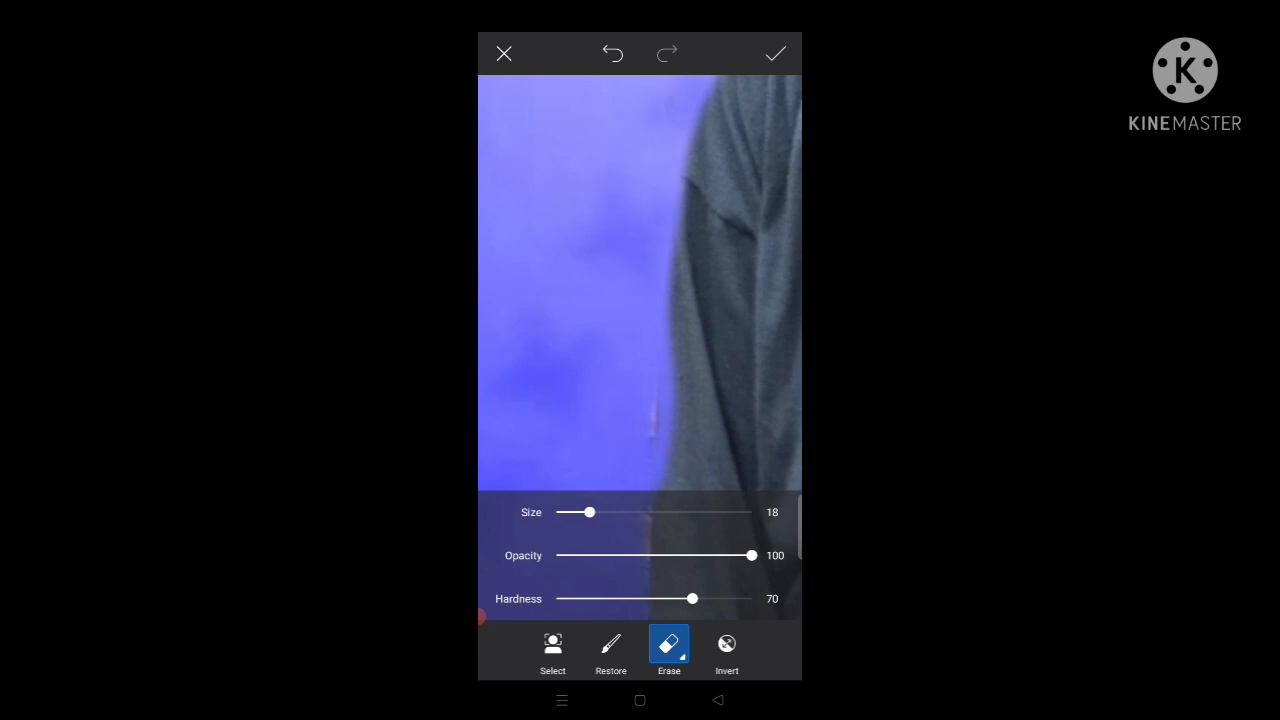 K
KINEMASTER
Size 18
Opacity 100
Hardness 70
Select Restore Erase Invert